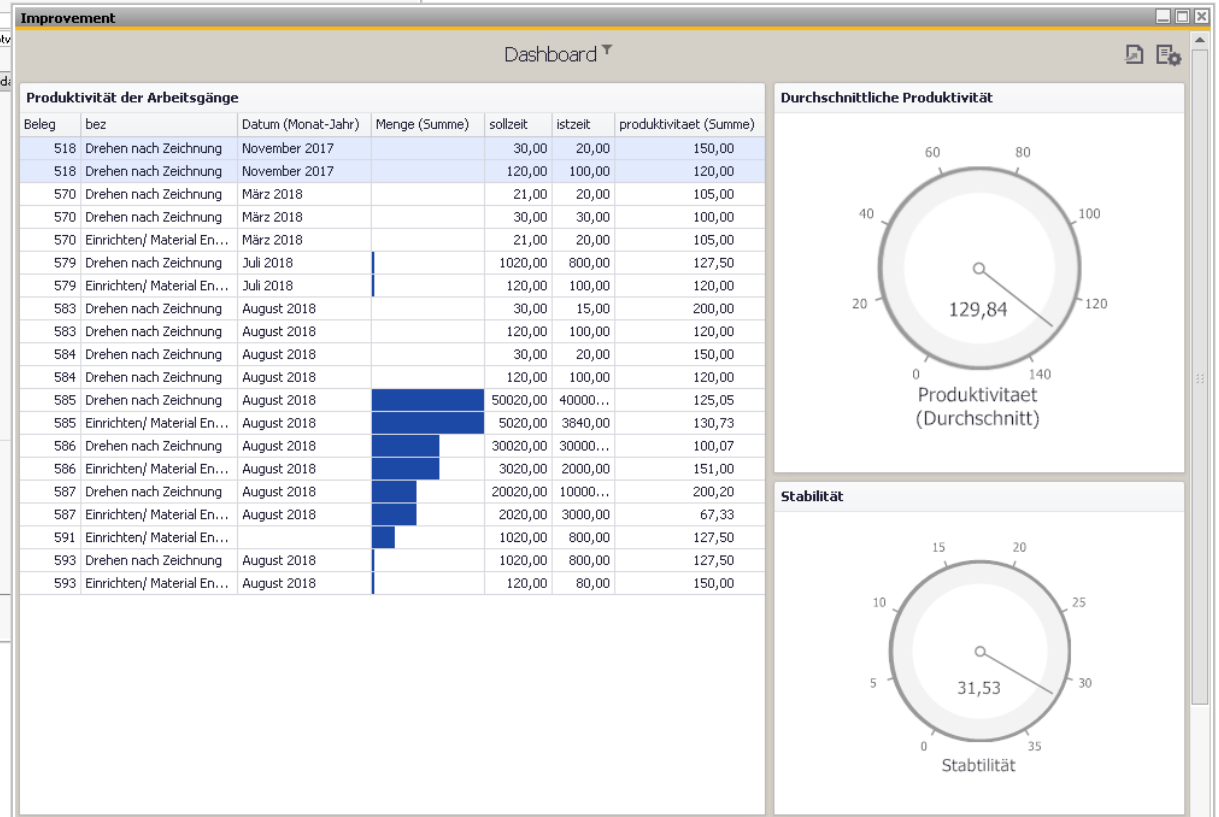 Improvement
Dashboard
Produktivität der Arbeitsgänge
Beleg bez Datum (Monat-Jahr) Menge (Summe) sollzeit istzeit produktivitaet (Summe)
518 Drehen nach Zeichnung November 2017 30,00 20,00 150,00
518 Drehen nach Zeichnung November 2017 120,00 100,00 120,00
570 Drehen nach Zeichnung März 2018 21,00 20,00 105,00
570 Drehen nach Zeichnung März 2018 30,00 30,00 100,00
570 Einrichten/ Material En... März 2018 21,00 20,00 105,00
579 Drehen nach Zeichnung Juli 2018 1020,00 800,00 127,50
579 Einrichten/ Material En... Juli 2018 120,00 100,00 120,00
583 Drehen nach Zeichnung August 2018 30,00 15,00 200,00
583 Drehen nach Zeichnung August 2018 120,00 100,00 120,00
584 Drehen nach Zeichnung August 2018 30,00 20,00 150,00
584 Drehen nach Zeichnung August 2018 120,00 100,00 120,00
585 Drehen nach Zeichnung August 2018 50020,00 40000... 125,05
585 Einrichten/ Material En... August 2018 5020,00 3840,00 130,73
586 Drehen nach Zeichnung August 2018 30020,00 30000... 100,07
586 Einrichten/ Material En... August 2018 3020,00 2000,00 151,00
587 Drehen nach Zeichnung August 2018 20020,00 10000... 200,20
587 Einrichten/ Material En... August 2018 2020,00 3000,00 67,33
591 Einrichten/ Material En... 1020,00 800,00 127,50
593 Drehen nach Zeichnung August 2018 1020,00 800,00 127,50
593 Einrichten/ Material En... August 2018 120,00 80,00 150,00
Durchschnittliche Produktivität
60 80
40 100
20 120
129,84
0 140
Produktivitaet
(Durchschnitt)
Stabilität
15 20
10 25
5 30
31,53
0 35
Stabtilität